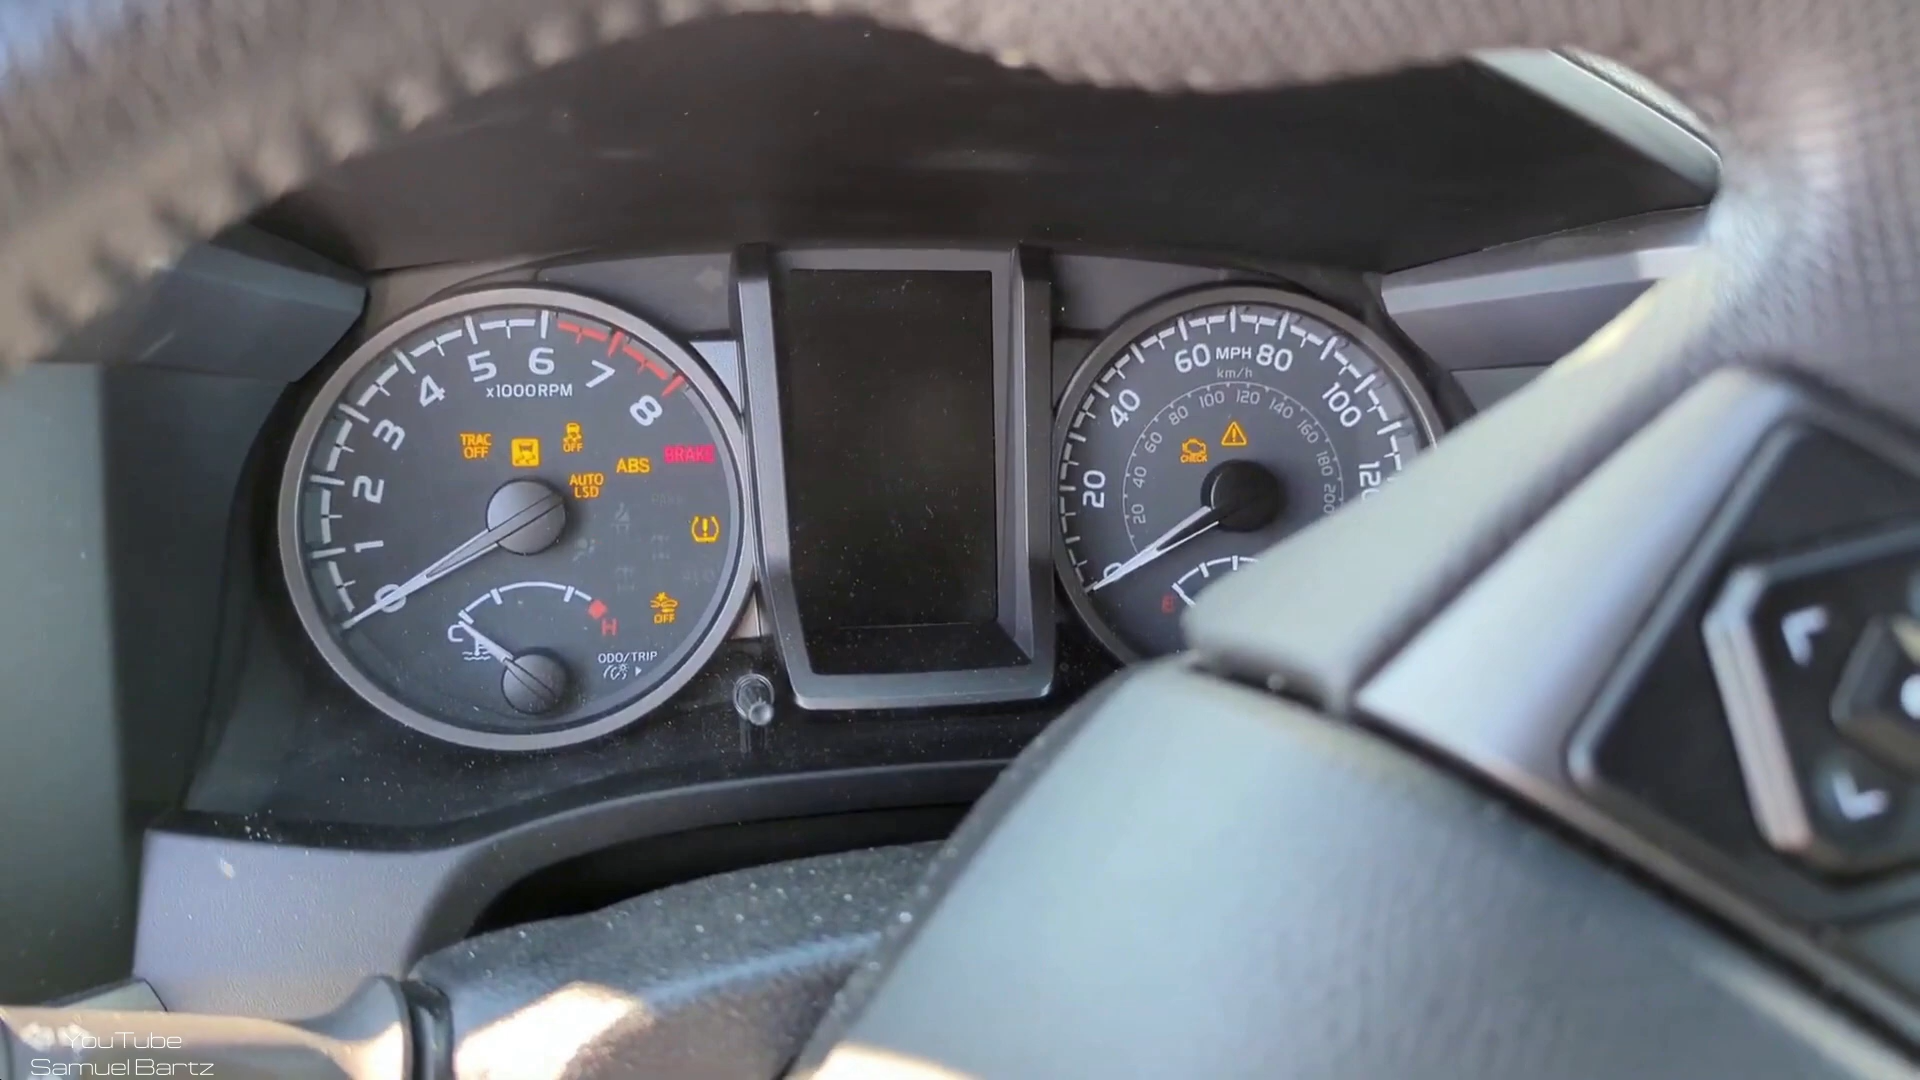 0
1
2
3
4
5
6
7
8
x1000RPM
TRAC
OFF
OFF
AUTO
LSD
ABS
BRAKE
OFF
H
ODO/TRIP
20
40
60
MPH
80
100
120
km/h
20
40
60
80
100
120
140
160
180
200
CHECK
0
E
YouTube
Samuel Bartz